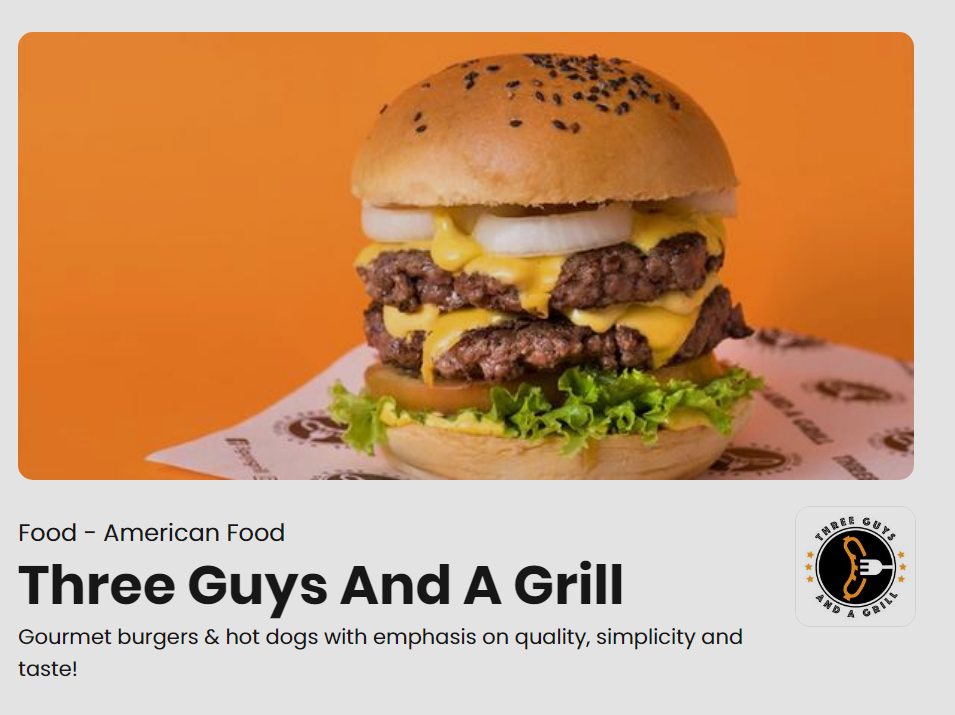 Food - American Food
Three Guys And A Grill
THREE GUYS
AND A GRILL
Gourmet burgers & hot dogs with emphasis on quality, simplicity and
taste!